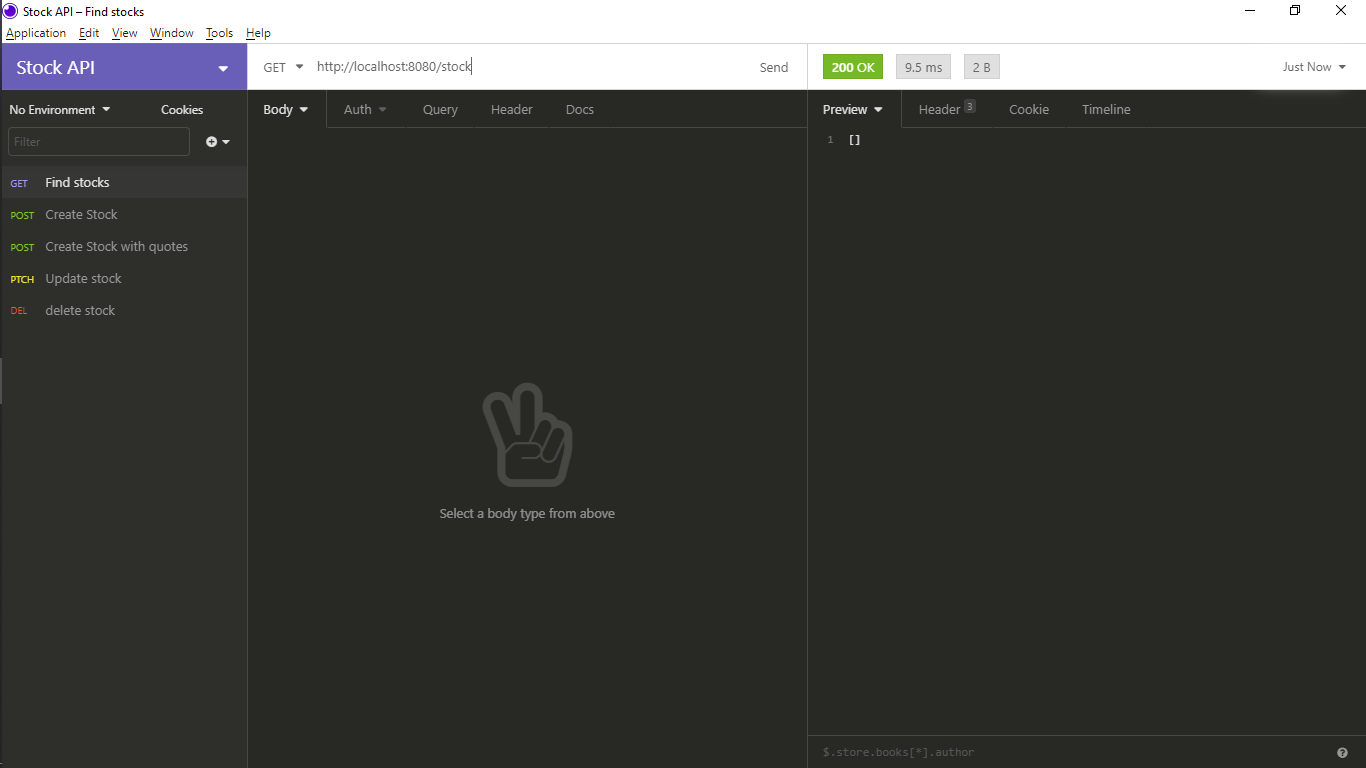 Stock API – Find stocks
Application Edit View Window Tools Help
Stock API
GET http://localhost:8080/stock Send
200 OK 9.5 ms 2 B Just Now
No Environment Cookies
Body Auth Query Header Docs
Preview Header 3 Cookie Timeline
Filter
1 []
GET Find stocks
POST Create Stock
POST Create Stock with quotes
PTCH Update stock
DEL delete stock
Select a body type from above
$.store.books[*].author